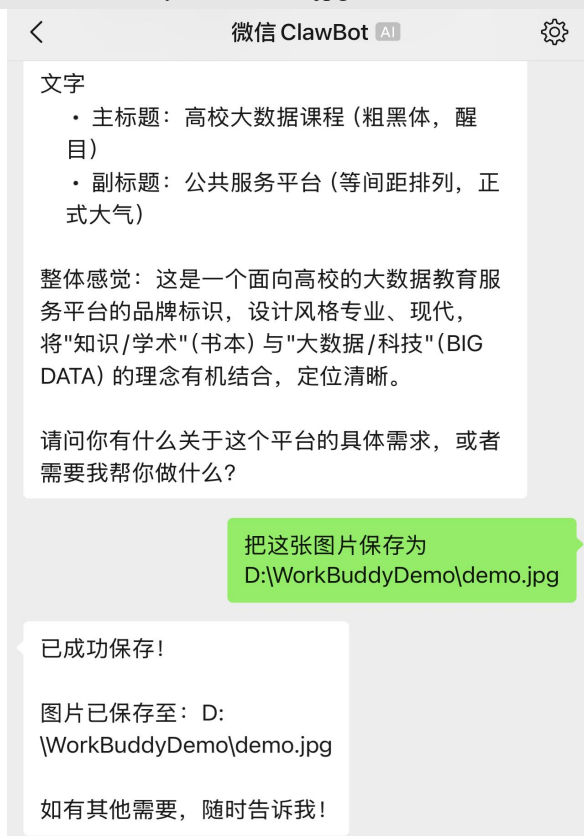 微信 ClawBot AI
文字
• 主标题：高校大数据课程（粗黑体，醒
目）
• 副标题：公共服务平台（等间距排列，正
式大气）
整体感觉：这是一个面向高校的大数据教育服
务平台的品牌标识，设计风格专业、现代，
将"知识/学术"（书本）与"大数据/科技"（BIG
DATA）的理念有机结合，定位清晰。
请问你有什么关于这个平台的具体需求，或者
需要我帮你做什么？
把这张图片保存为
D:\WorkBuddyDemo\demo.jpg
已成功保存！
图片已保存至：D:
\WorkBuddyDemo\demo.jpg
如有其他需要，随时告诉我！